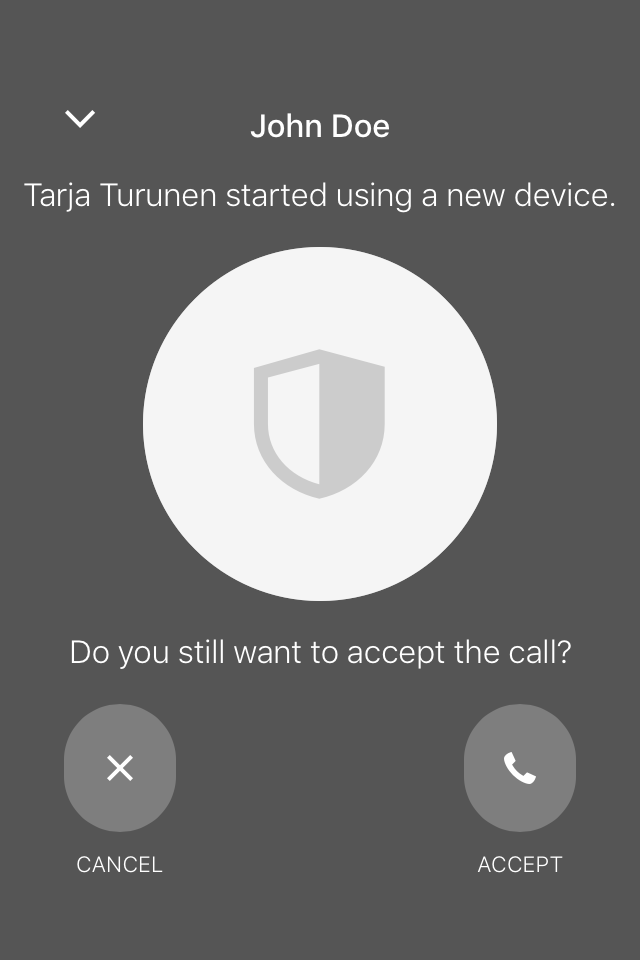 John Doe
Tarja Turunen started using a new device.
Do you still want to accept the call?
CANCEL
ACCEPT